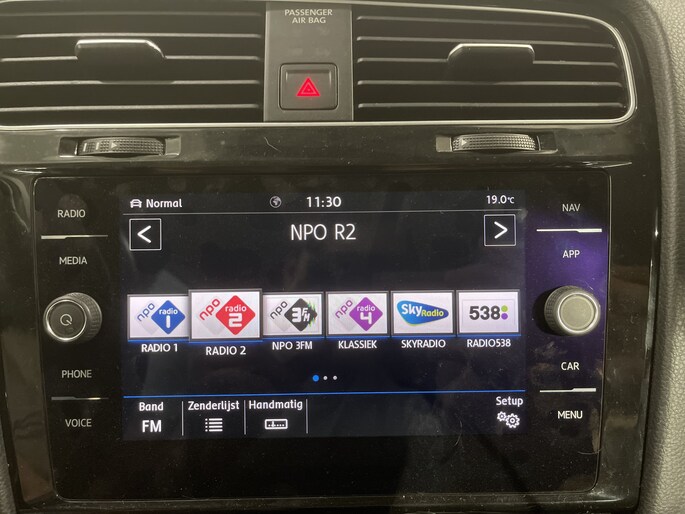 PASSENGER
AIR BAG
RADIO
MEDIA
PHONE
VOICE
Normal
11:30
19.0°C
NPO R2
npo radio 1
npo radio 2
npo 3FM
npo radio 4
Sky Radio
538
RADIO 1
RADIO 2
NPO 3FM
KLASSIEK
SKYRADIO
RADIO538
Band
FM
Zenderlijst
Handmatig
Setup
NAV
APP
CAR
MENU